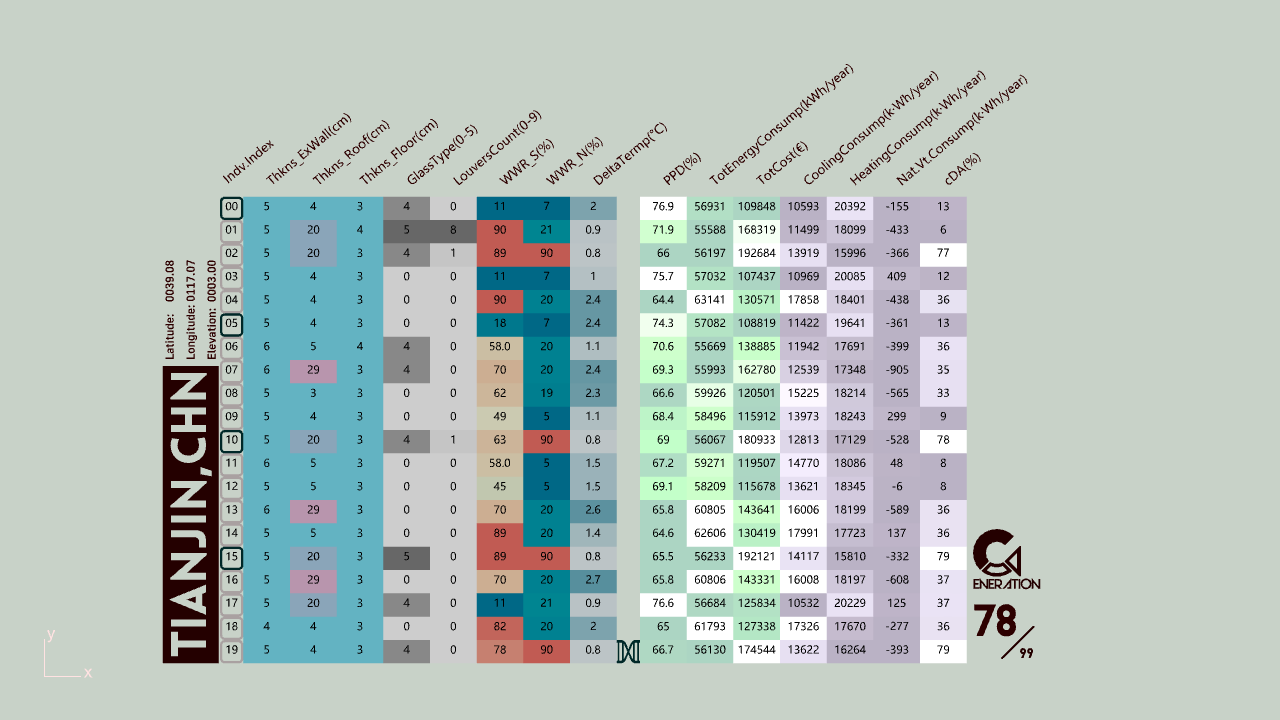 Indv.Index Thkns_ExWall(cm) Thkns_Roof(cm) Thkns_Floor(cm) GlassType(0-5) LouversCount(0-9) WWR_S(%) WWR_N(%) DeltaTermp(°C) PPD(%) TotEnergyConsump(kWh/year) TotCost(€) CoolingConsump(k·Wh/year) HeatingConsump(k·Wh/year) Nat.Vt.Consump(k·Wh/year) cDA(%)
00 5 4 3 4 0 11 7 2 76.9 56931 109848 10593 20392 -155 13
01 5 20 4 5 8 90 21 0.9 71.9 55588 168319 11499 18099 -433 6
02 5 20 3 4 1 89 90 0.8 66 56197 192684 13919 15996 -366 77
03 5 4 3 0 0 11 7 1 75.7 57032 107437 10969 20085 409 12
04 5 4 3 0 0 90 20 2.4 64.4 63141 130571 17858 18401 -438 36
05 5 4 3 0 0 18 7 2.4 74.3 57082 108819 11422 19641 -361 13
06 6 5 4 4 0 58.0 20 1.1 70.6 55669 138885 11942 17691 -399 36
07 6 29 3 4 0 70 20 2.4 69.3 55993 162780 12539 17348 -905 35
08 5 3 3 0 0 62 19 2.3 66.6 59926 120501 15225 18214 -565 33
09 5 4 3 0 0 49 5 1.1 68.4 58496 115912 13973 18243 299 9
10 5 20 3 4 1 63 90 0.8 69 56067 180933 12813 17129 -528 78
11 6 5 3 0 0 58.0 5 1.5 67.2 59271 119507 14770 18086 48 8
12 5 5 3 0 0 45 5 1.5 69.1 58209 115678 13621 18345 -6 8
13 6 29 3 0 0 70 20 2.6 65.8 60805 143641 16006 18199 -589 36
14 5 5 3 0 0 89 20 1.4 64.6 62606 130419 17991 17723 137 36
15 5 20 3 5 0 89 90 0.8 65.5 56233 192121 14117 15810 -332 79
16 5 29 3 0 0 70 20 2.7 65.8 60806 143331 16008 18197 -608 37
17 5 20 3 4 0 11 21 0.9 76.6 56684 125834 10532 20229 125 37
18 4 4 3 0 0 82 20 2 65 61793 127338 17326 17670 -277 36
19 5 4 3 4 0 78 90 0.8 66.7 56130 174544 13622 16264 -393 79
Latitude: 0039.08
Longitude: 0117.07
Elevation: 0003.00
TIANJIN,CHN
GENERATION
78/99
y
x